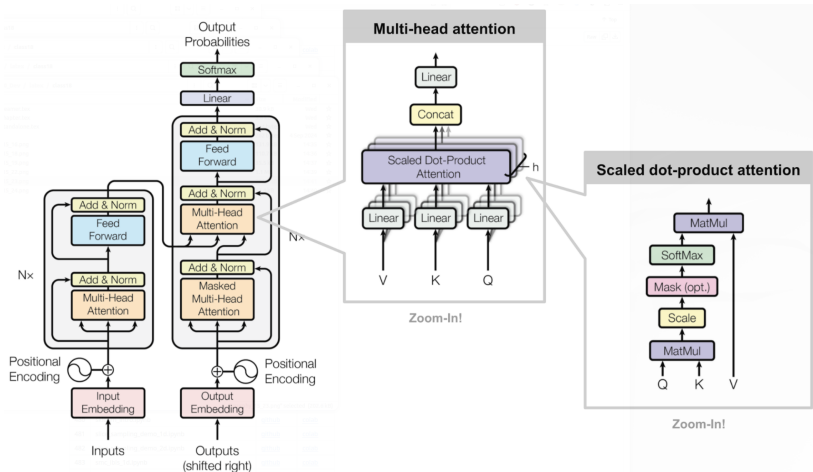 Output
Probabilities
Softmax
Linear
Add & Norm
Feed
Forward
Add & Norm
Multi-Head
Attention
Add & Norm
Masked
Multi-Head
Attention
N×
Positional
Encoding
Output
Embedding
Outputs
(shifted right)
Add & Norm
Feed
Forward
N×
Add & Norm
Multi-Head
Attention
Positional
Encoding
Input
Embedding
Inputs
Multi-head attention
Linear
Concat
Scaled Dot-Product
Attention
h
Linear Linear Linear
V K Q
Zoom-In!
Scaled dot-product attention
MatMul
SoftMax
Mask (opt.)
Scale
MatMul
Q K V
Zoom-In!